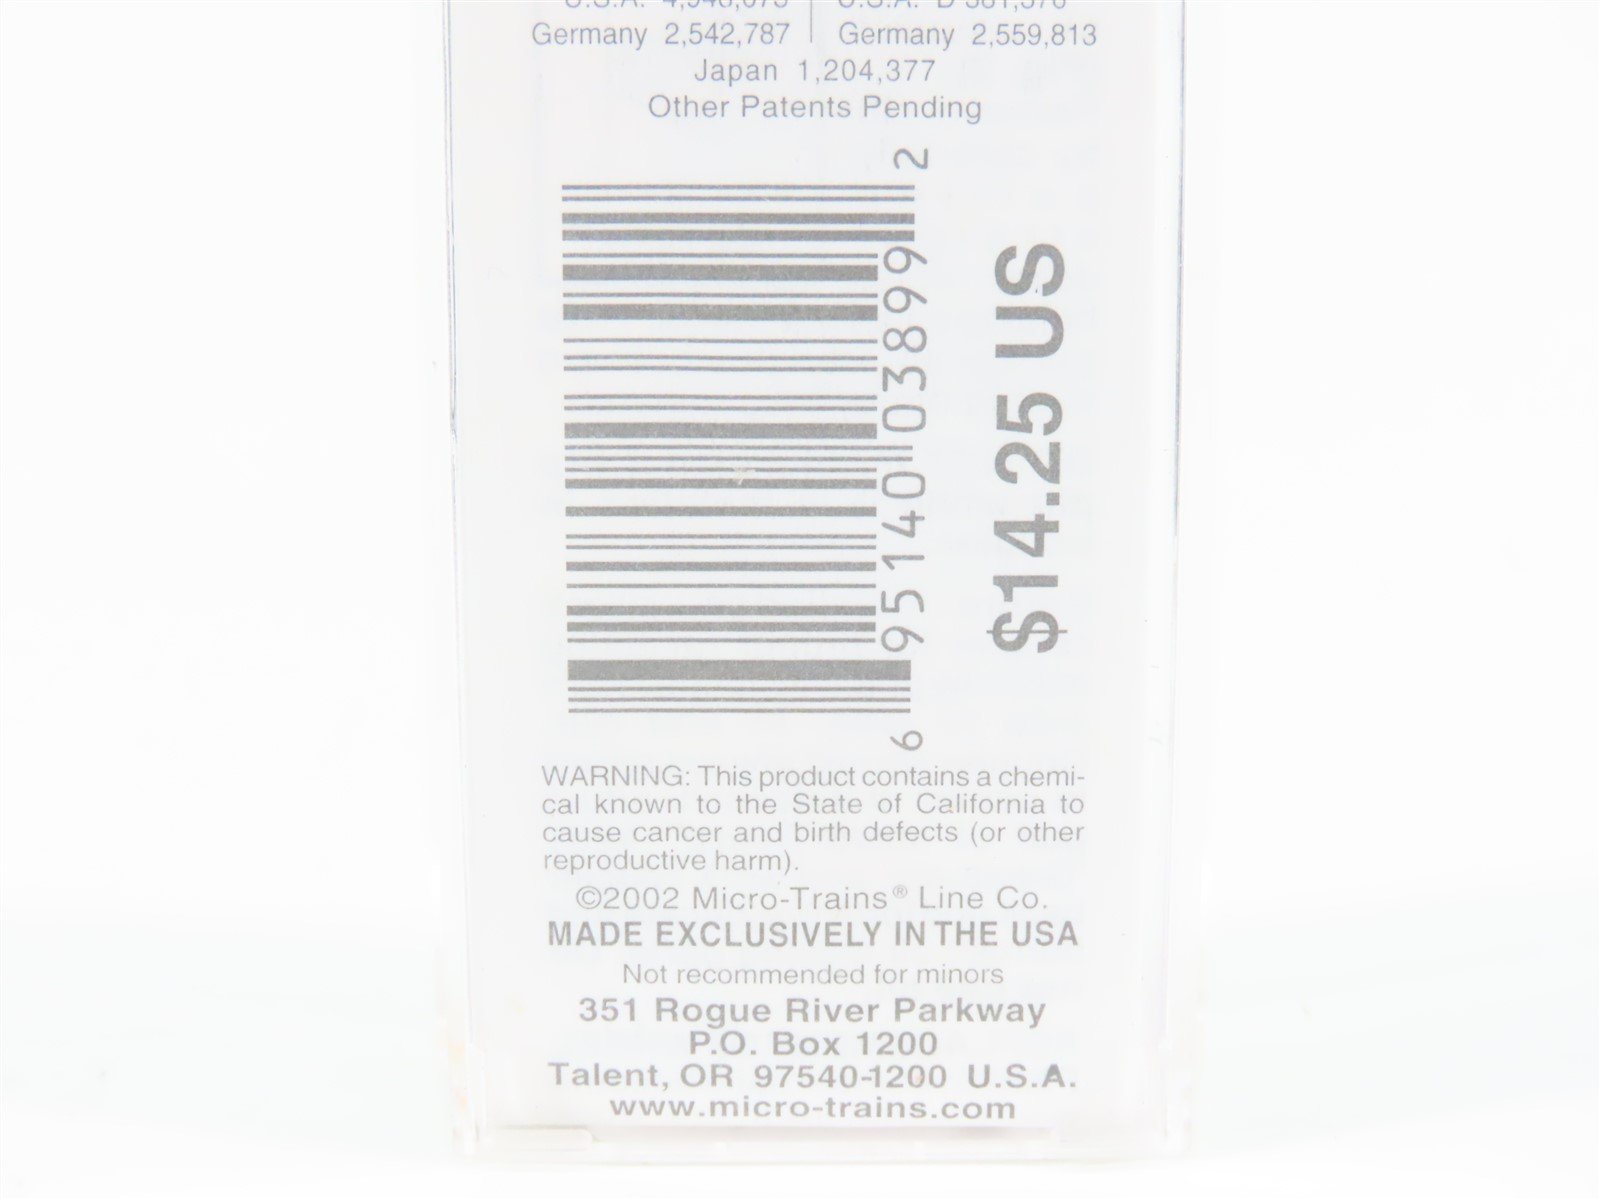 Germany 2,542,787 | Germany 2,559,813
Japan 1,204,377
Other Patents Pending
6 95140 03899 2
$14.25 US
WARNING: This product contains a chemi-
cal known to the State of California to
cause cancer and birth defects (or other
reproductive harm).
©2002 Micro-Trains® Line Co.
MADE EXCLUSIVELY IN THE USA
Not recommended for minors
351 Rogue River Parkway
P.O. Box 1200
Talent, OR 97540-1200 U.S.A.
www.micro-trains.com